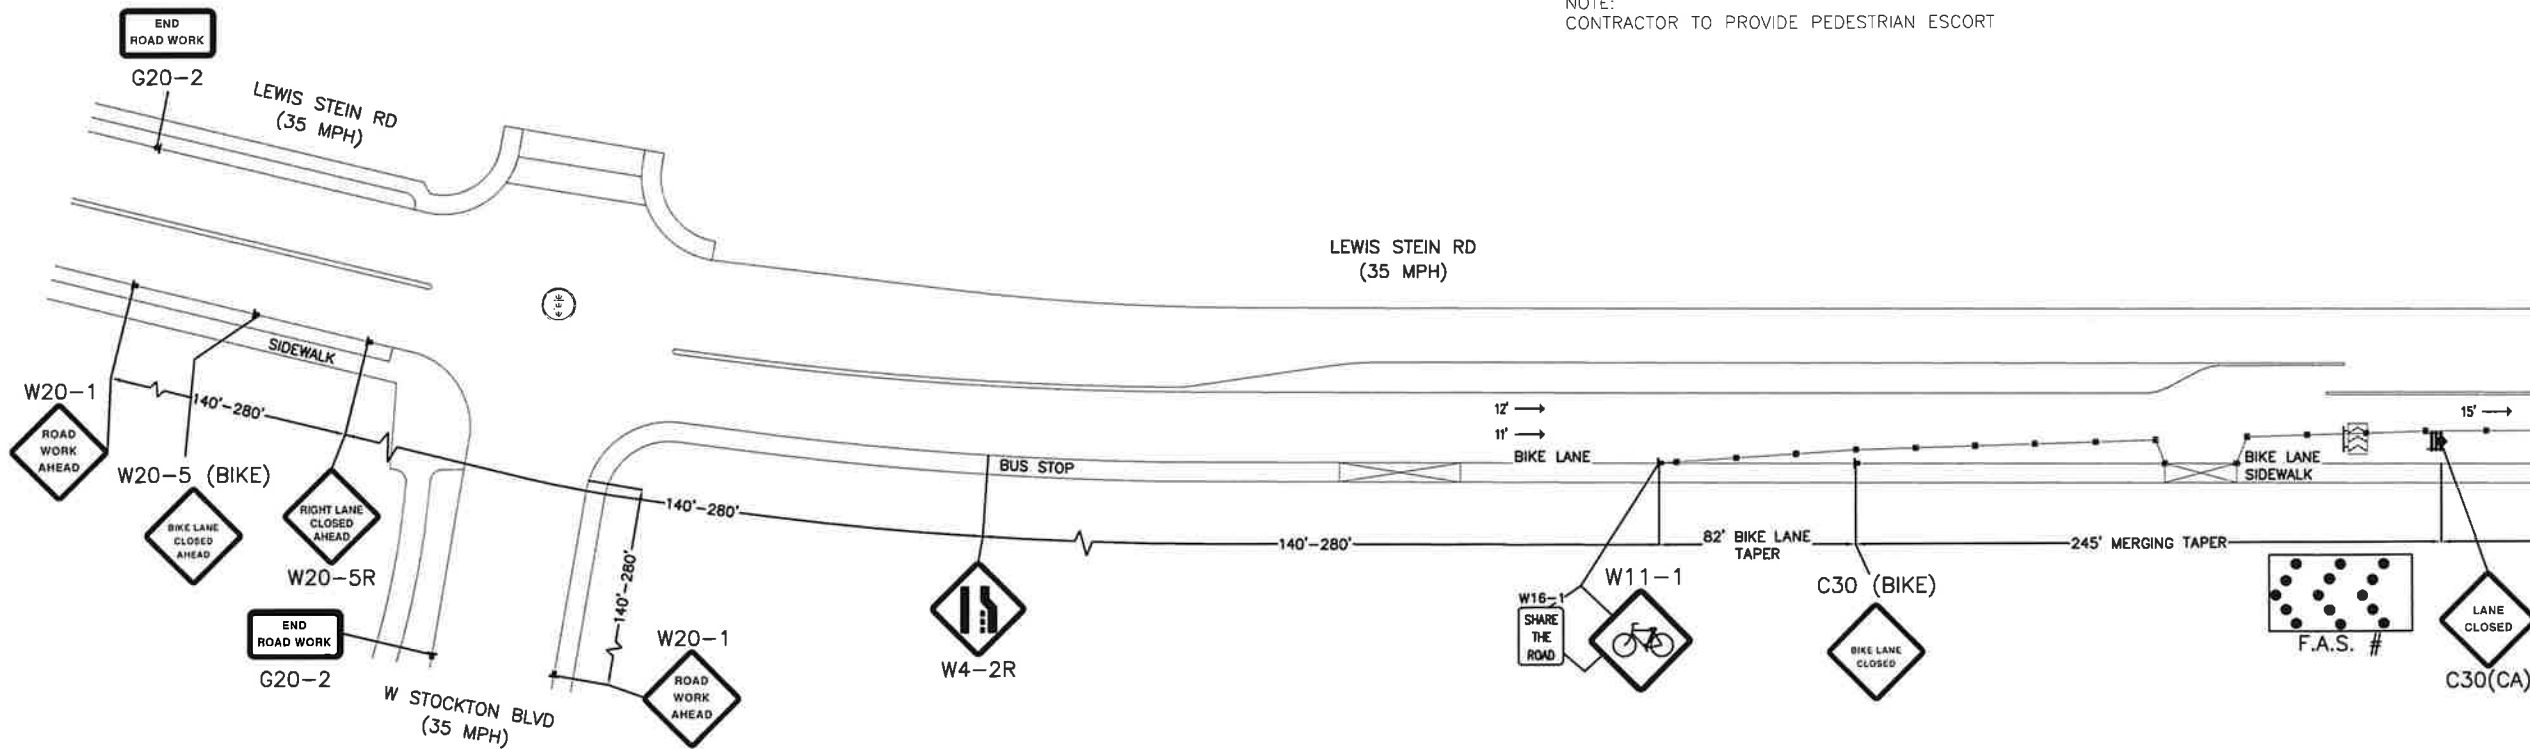 NOTE:
CONTRACTOR TO PROVIDE PEDESTRIAN ESCORT
END
ROAD WORK
G20-2
LEWIS STEIN RD
(35 MPH)
LEWIS STEIN RD
(35 MPH)
SIDEWALK
W20-1
ROAD
WORK
AHEAD
140'-280'
W20-5 (BIKE)
BIKE LANE
CLOSED
AHEAD
RIGHT LANE
CLOSED
AHEAD
W20-5R
END
ROAD WORK
G20-2
W STOCKTON BLVD
(35 MPH)
140'-280'
W20-1
ROAD
WORK
AHEAD
140'-280'
BUS STOP
W4-2R
140'-280'
12'
11'
BIKE LANE
W16-1
SHARE
THE
ROAD
W11-1
82' BIKE LANE
TAPER
C30 (BIKE)
BIKE LANE
CLOSED
245' MERGING TAPER
15'
BIKE LANE
SIDEWALK
F.A.S. #
LANE
CLOSED
C30(CA)